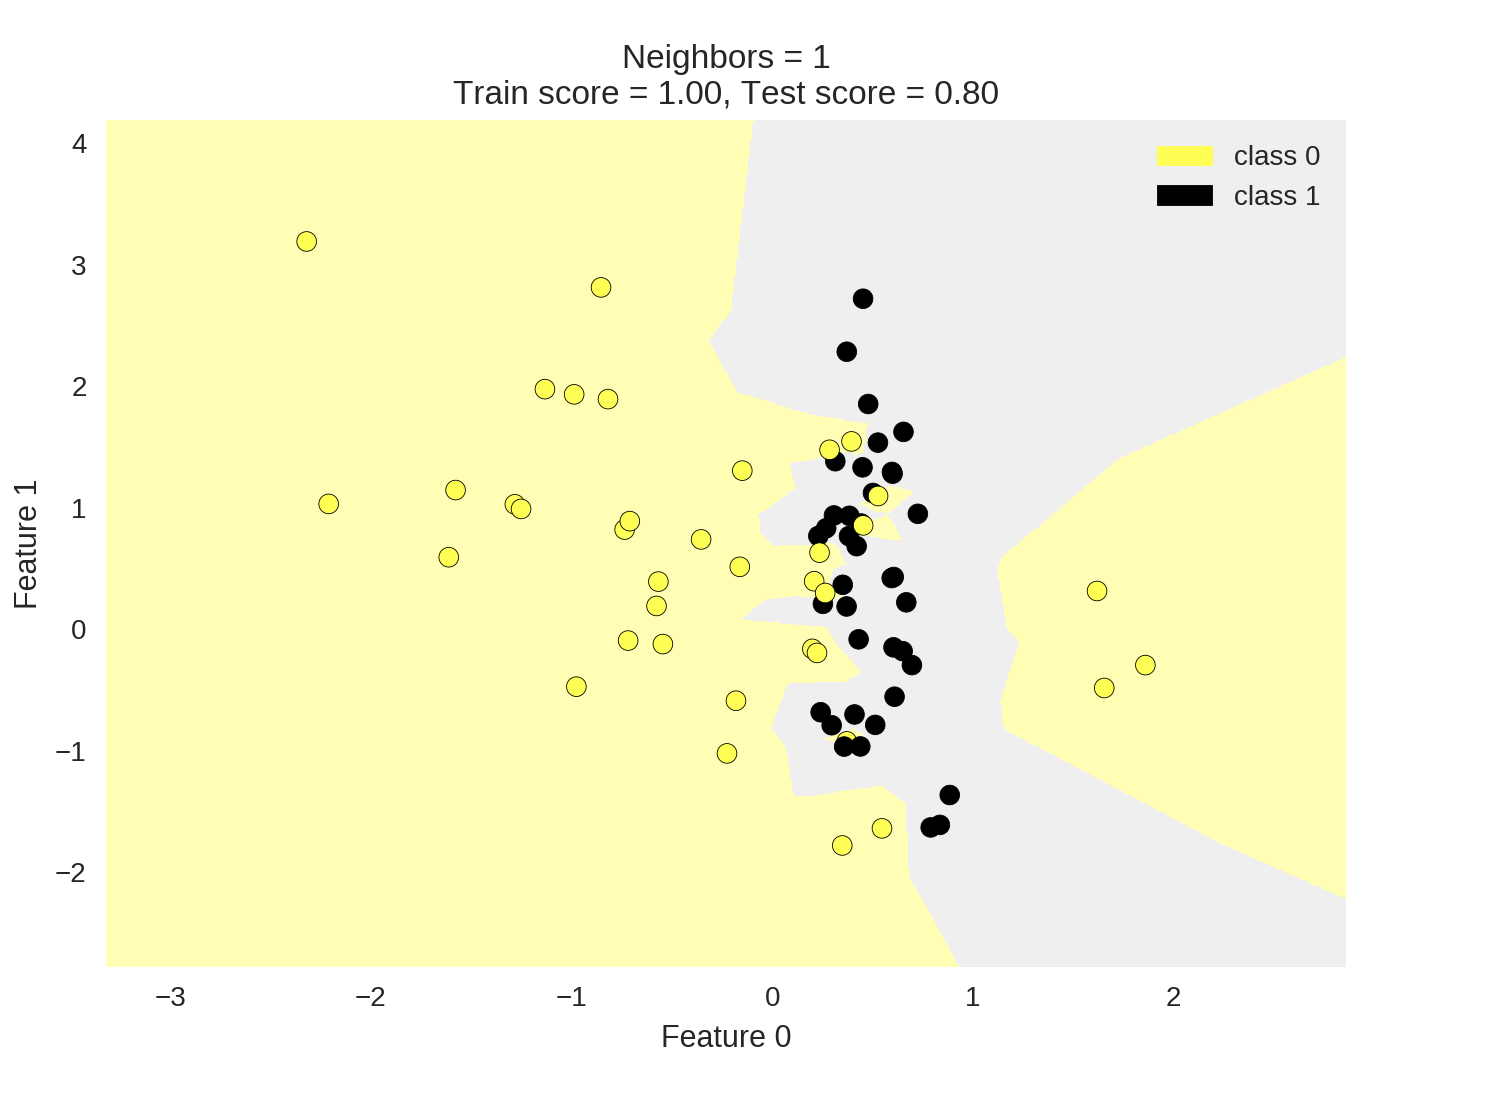 Neighbors = 1
Train score = 1.00, Test score = 0.80
class 0
class 1
4
3
2
1
0
−1
−2
Feature 1
−3
−2
−1
0
1
2
Feature 0